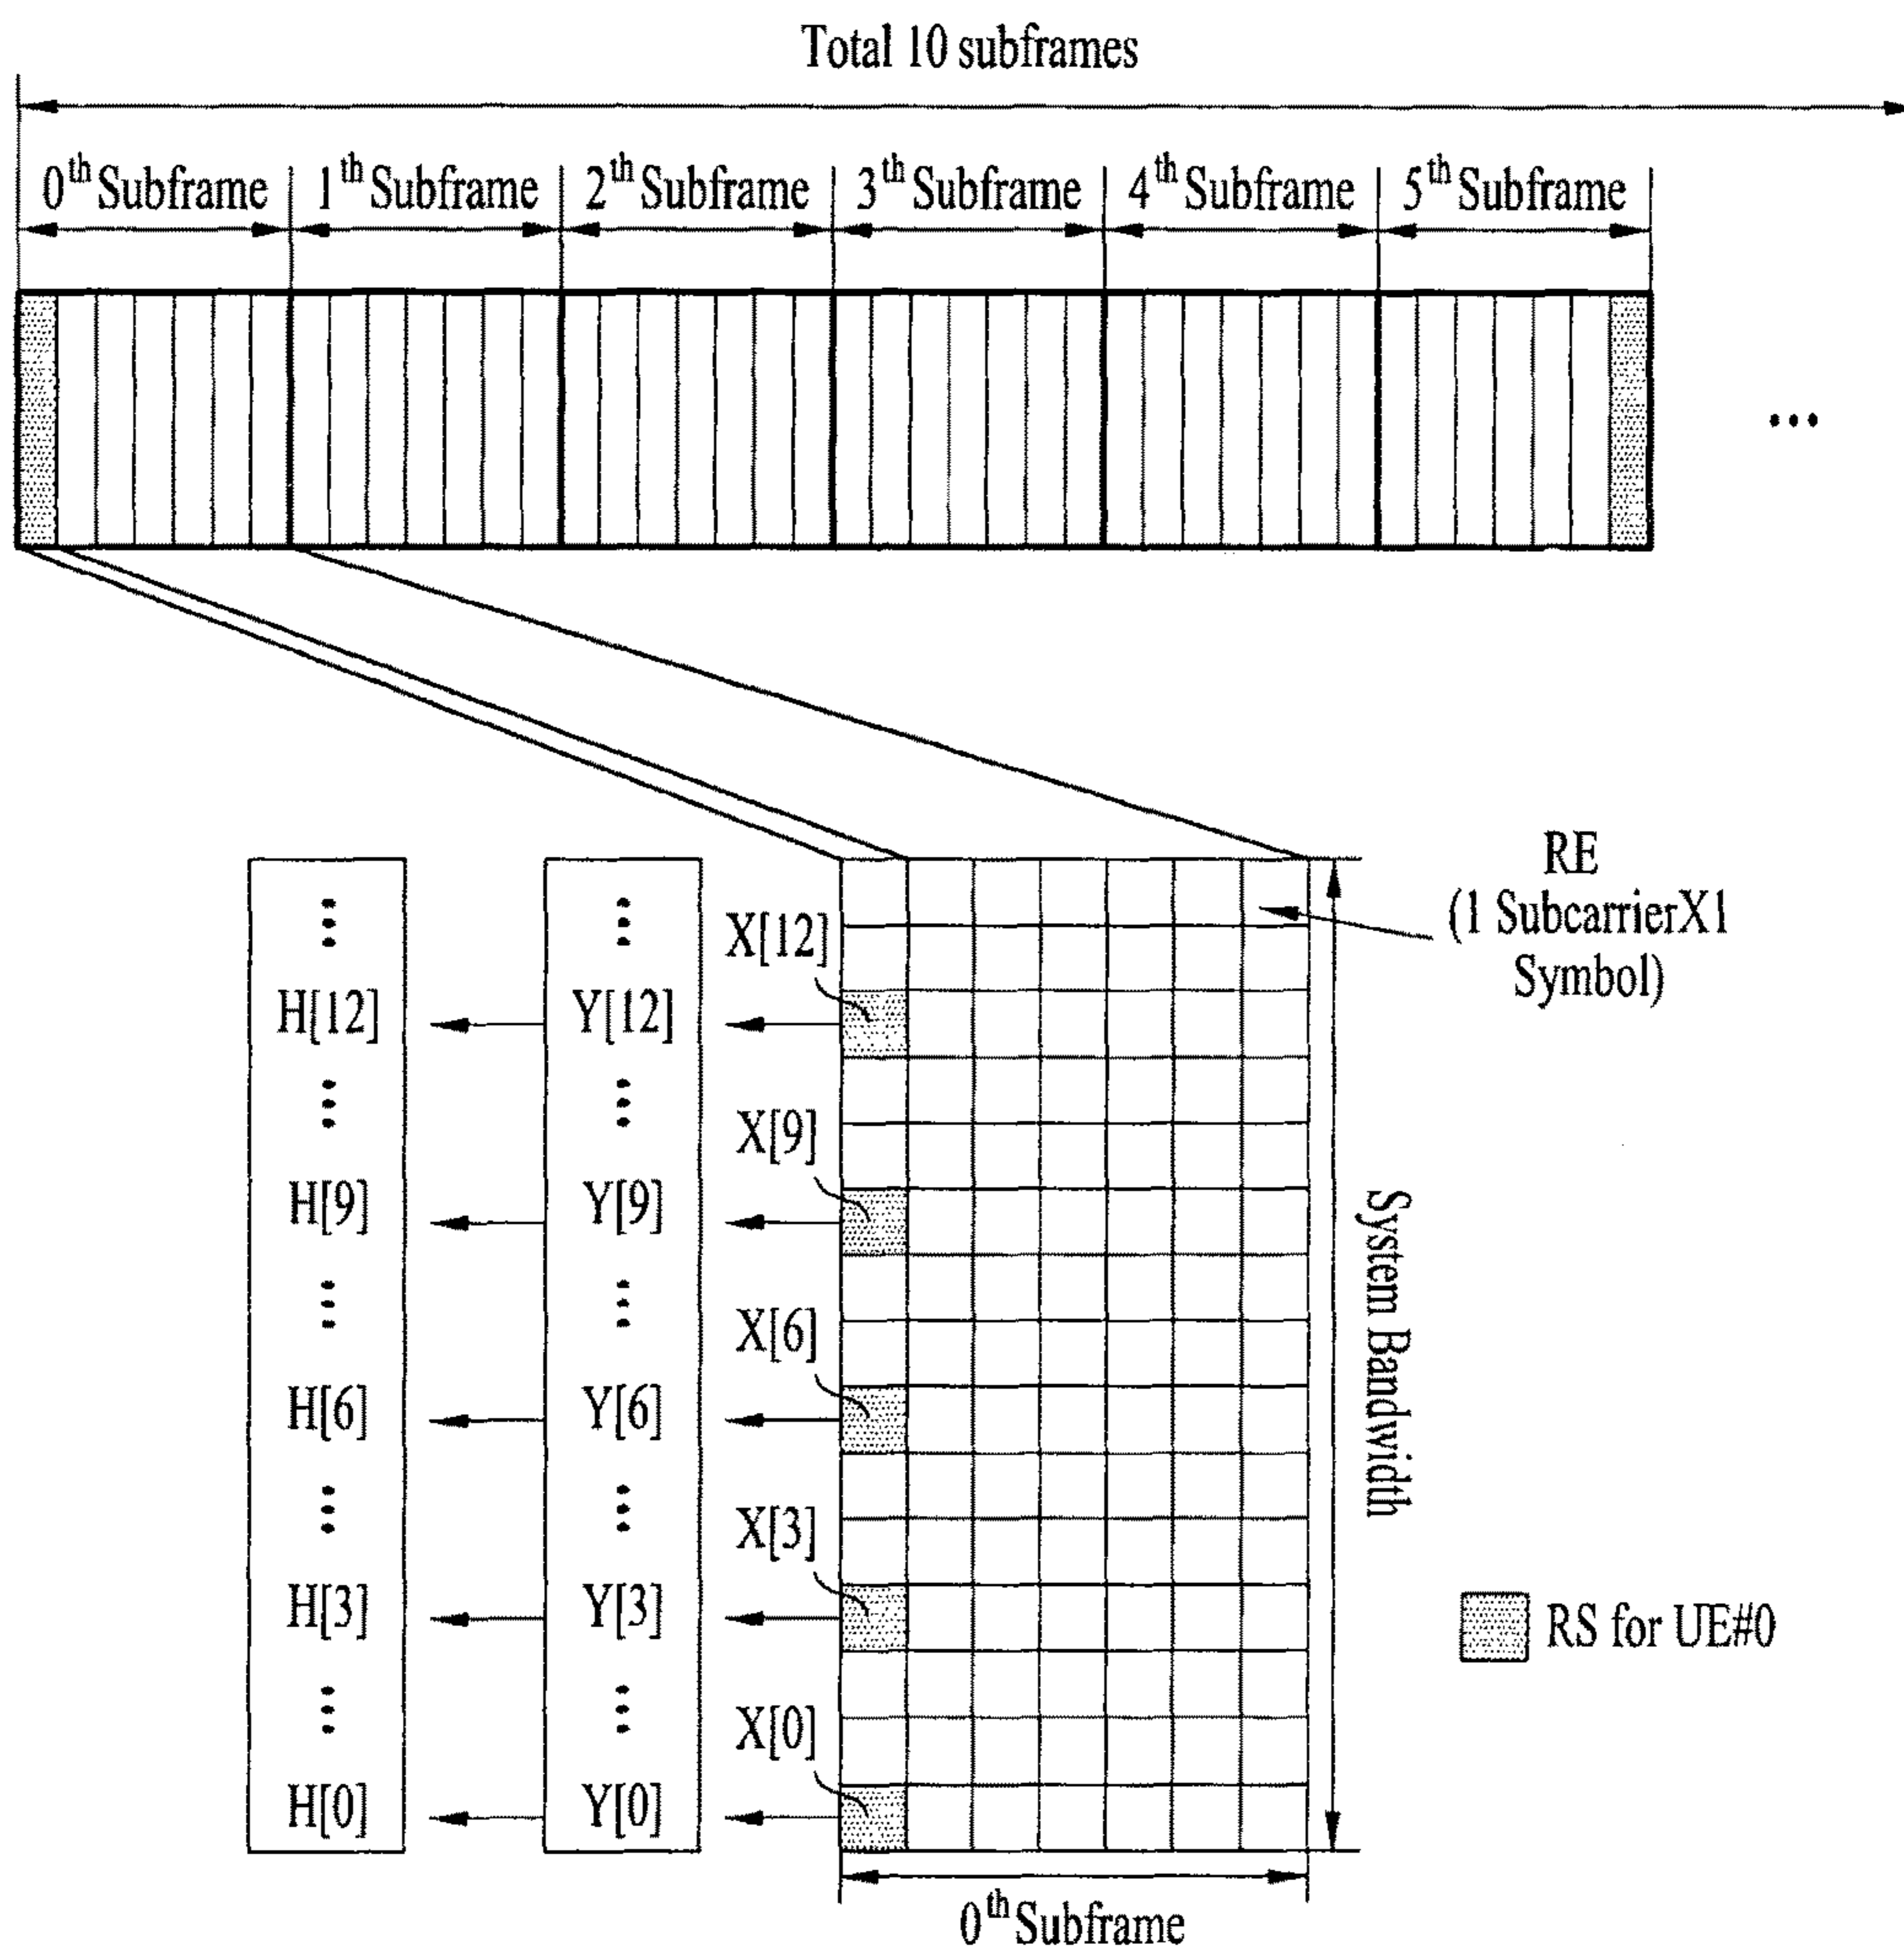 Total 10 subframes
0th Subframe 1th Subframe 2th Subframe 3th Subframe 4th Subframe 5th Subframe
...
RE
(1 SubcarrierX1
Symbol)
X[12]
H[12] Y[12]
X[9]
H[9] Y[9]
X[6]
H[6] Y[6]
X[3]
H[3] Y[3]
X[0]
H[0] Y[0]
System Bandwidth
RS for UE#0
0th Subframe